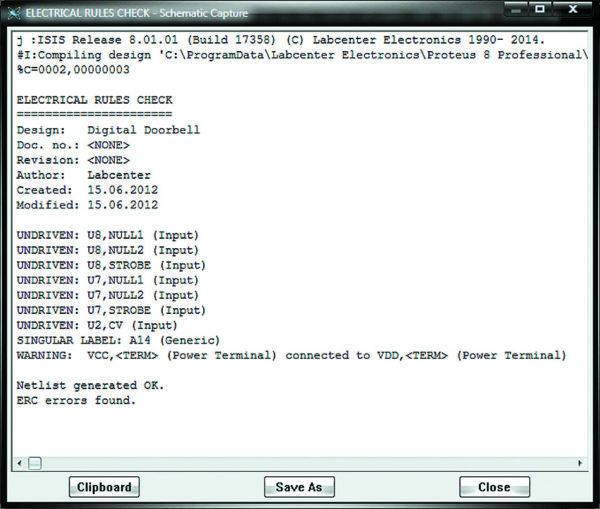 ELECTRICAL RULES CHECK - Schematic Capture
j :ISIS Release 8.01.01 (Build 17358) (C) Labcenter Electronics 1990- 2014.
#I:Compiling design 'C:\ProgramData\Labcenter Electronics\Proteus 8 Professional\
%C=0002,00000003
ELECTRICAL RULES CHECK
======================
Design: Digital Doorbell
Doc. no.: <NONE>
Revision: <NONE>
Author: Labcenter
Created: 15.06.2012
Modified: 15.06.2012
UNDRIVEN: U8,NULL1 (Input)
UNDRIVEN: U8,NULL2 (Input)
UNDRIVEN: U8,STROBE (Input)
UNDRIVEN: U7,NULL1 (Input)
UNDRIVEN: U7,NULL2 (Input)
UNDRIVEN: U7,STROBE (Input)
UNDRIVEN: U2,CV (Input)
SINGULAR LABEL: A14 (Generic)
WARNING: VCC,<TERM> (Power Terminal) connected to VDD,<TERM> (Power Terminal)
Netlist generated OK.
ERC errors found.
Clipboard
Save As
Close